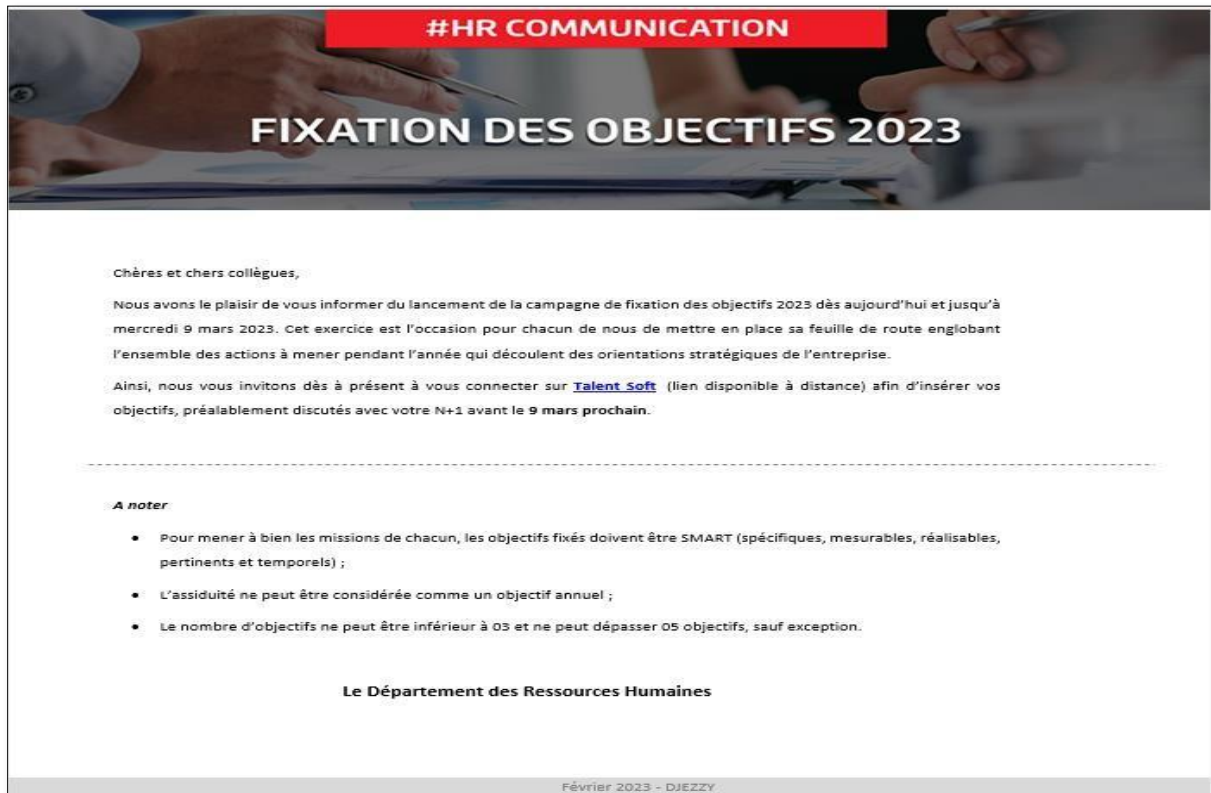 #HR COMMUNICATION
FIXATION DES OBJECTIFS 2023
Chères et chers collègues,
Nous avons le plaisir de vous informer du lancement de la campagne de fixation des objectifs 2023 dès aujourd'hui et jusqu'à
mercredi 9 mars 2023. Cet exercice est l'occasion pour chacun de nous de mettre en place sa feuille de route englobant
l'ensemble des actions à mener pendant l'année qui découlent des orientations stratégiques de l'entreprise.
Ainsi, nous vous invitons dès à présent à vous connecter sur Talent Soft (lien disponible à distance) afin d'insérer vos
objectifs, préalablement discutés avec votre N+1 avant le 9 mars prochain.
A noter
• Pour mener à bien les missions de chacun, les objectifs fixés doivent être SMART (spécifiques, mesurables, réalisables,
pertinents et temporels) ;
• L'assiduité ne peut être considérée comme un objectif annuel ;
• Le nombre d'objectifs ne peut être inférieur à 03 et ne peut dépasser 05 objectifs, sauf exception.
Le Département des Ressources Humaines
Février 2023 - DJEZZY